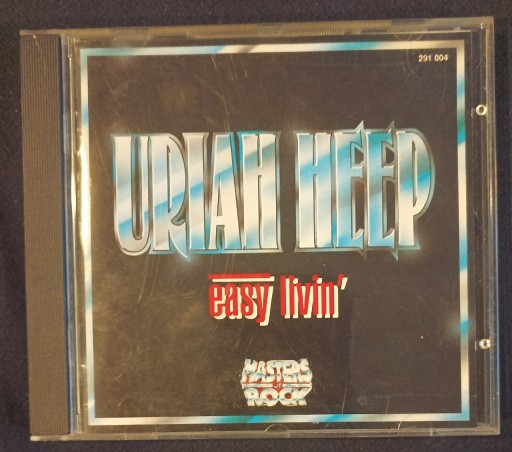 291 004
URIAH HEEP
easy livin'
MASTERS
OF
ROCK